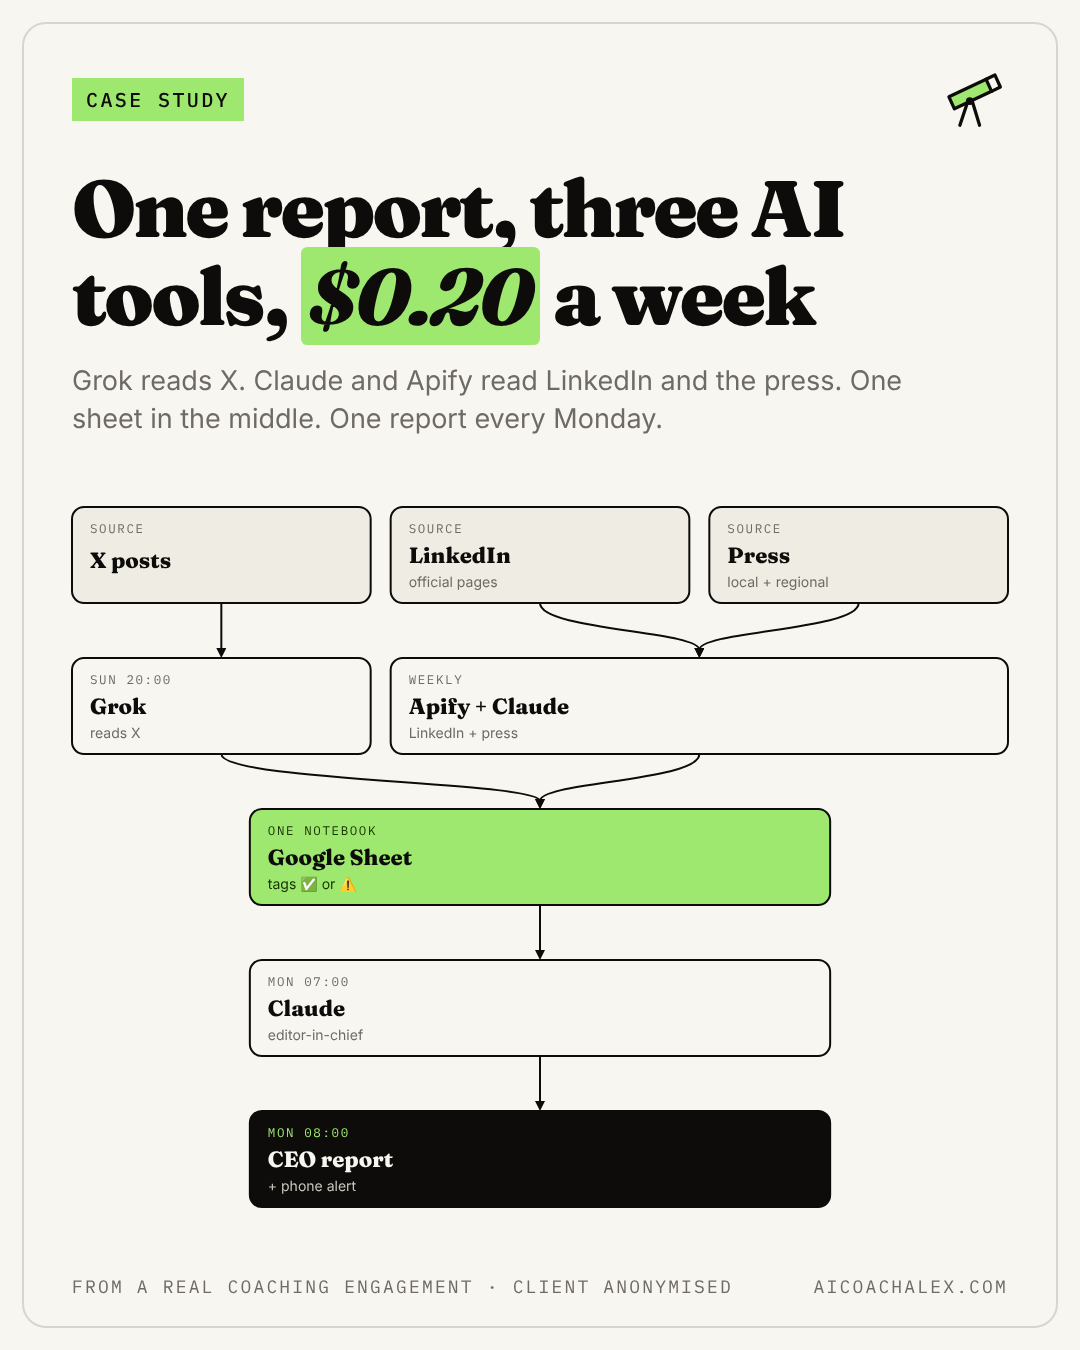 CASE STUDY
One report, three AI
tools, $0.20 a week
Grok reads X. Claude and Apify read LinkedIn and the press. One
sheet in the middle. One report every Monday.
SOURCE
X posts
SOURCE
LinkedIn
official pages
SOURCE
Press
local + regional
SUN 20:00
Grok
reads X
WEEKLY
Apify + Claude
LinkedIn + press
ONE NOTEBOOK
Google Sheet
tags ✅ or ⚠️
MON 07:00
Claude
editor-in-chief
MON 08:00
CEO report
+ phone alert
FROM A REAL COACHING ENGAGEMENT · CLIENT ANONYMISED
AICOACHALEX.COM